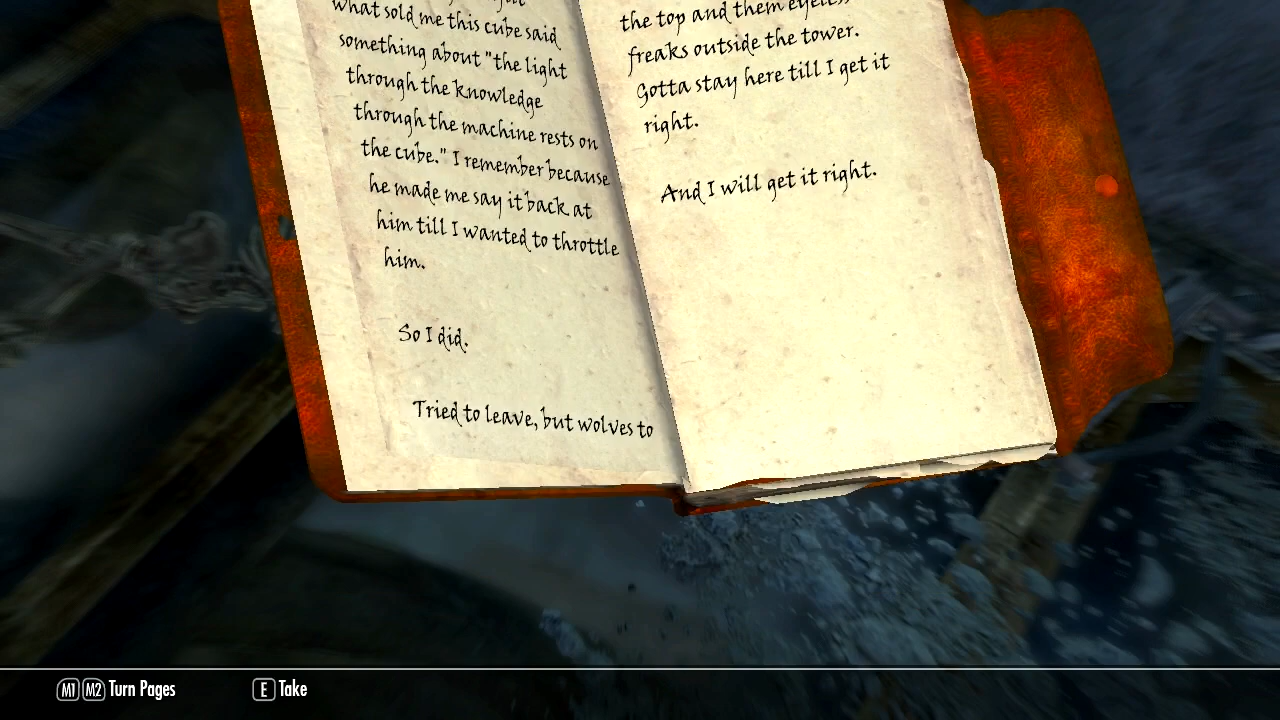 what sold me this cube said
something about "the light
through the knowledge
through the machine rests on
the cube." I remember because
he made me say it back at
him till I wanted to throttle
him.
So I did.
Tried to leave, but wolves to
the top and them eyeless
freaks outside the tower.
Gotta stay here till I get it
right.
And I will get it right.
M1 M2 Turn Pages
E Take